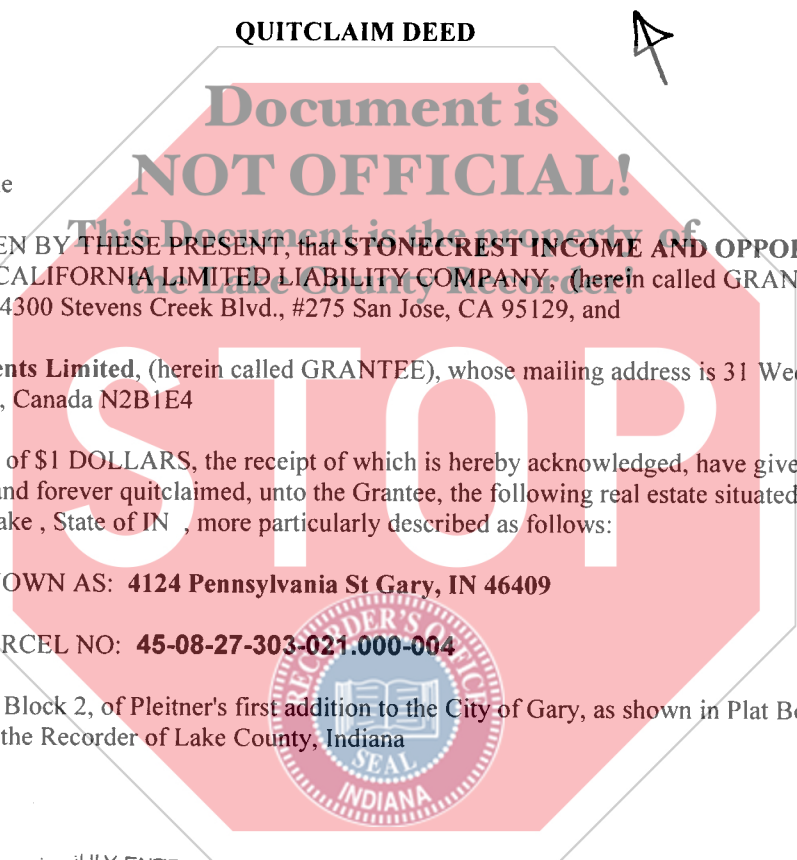 QUITCLAIM DEED
Document is
NOT OFFICIAL!
This Document is the property of
the Lake County Recorder!
e
EN BY THESE PRESENT, that STONECREST INCOME AND OPPO
CALIFORNIA LIMITED LIABILITY COMPANY, (herein called GRAN
4300 Stevens Creek Blvd., #275 San Jose, CA 95129, and
nts Limited, (herein called GRANTEE), whose mailing address is 31 We
, Canada N2B1E4
of $1 DOLLARS, the receipt of which is hereby acknowledged, have give
nd forever quitclaimed, unto the Grantee, the following real estate situated
ake , State of IN , more particularly described as follows:
STOP
OWN AS: 4124 Pennsylvania St Gary, IN 46409
RCEL NO: 45-08-27-303-021.000-004
Block 2, of Pleitner's first addition to the City of Gary, as shown in Plat B
the Recorder of Lake County, Indiana
RECORDER'S OFFICE
SEAL
INDIANA